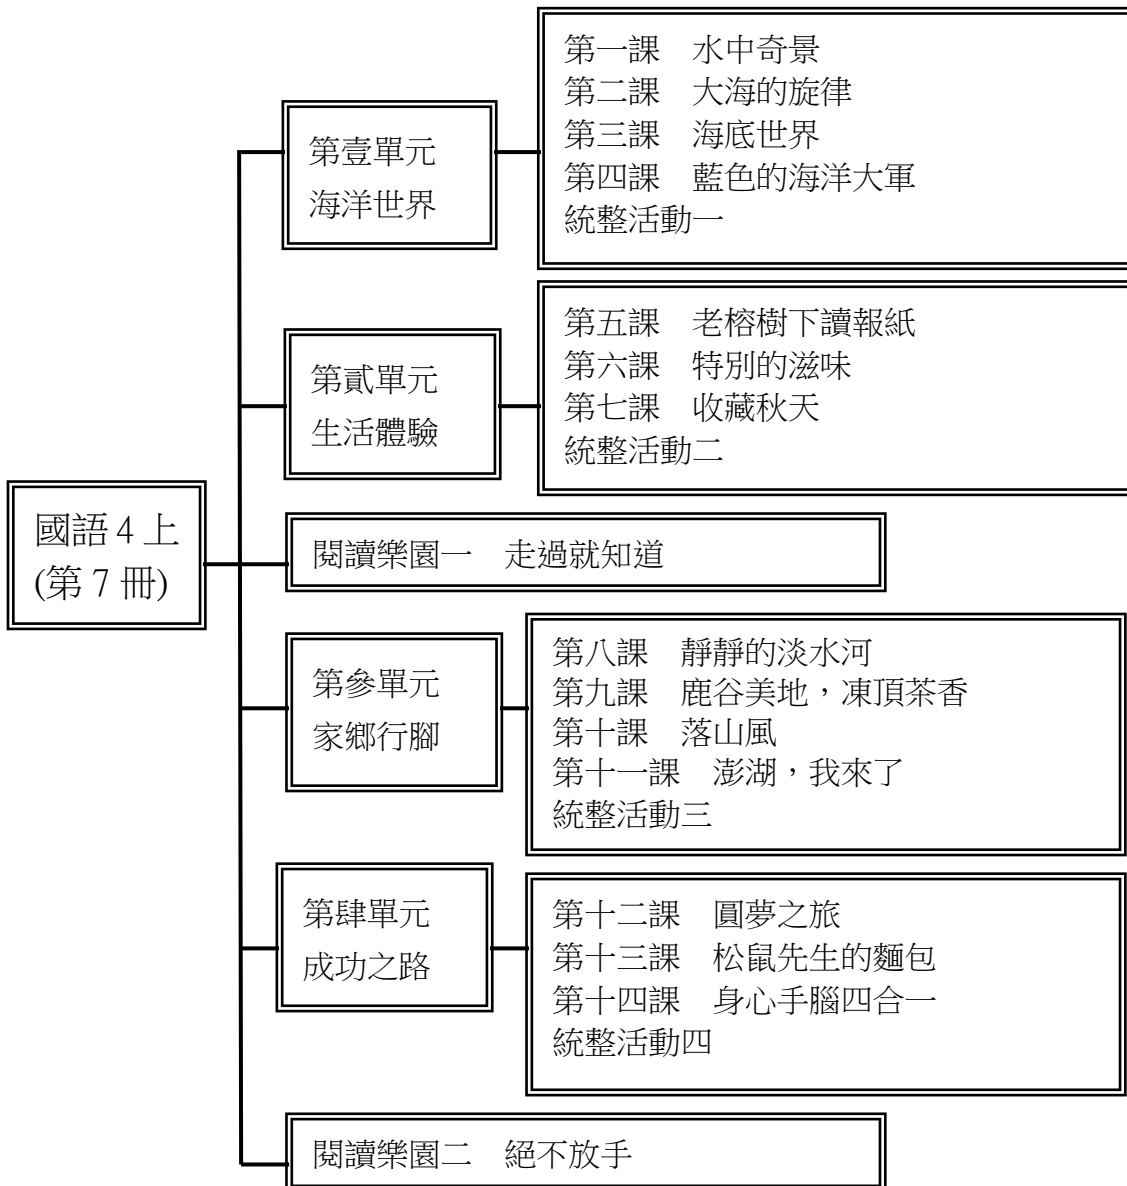 國語 4 上
(第 7 冊)
第壹單元
海洋世界
第一課　水中奇景
第二課　大海的旋律
第三課　海底世界
第四課　藍色的海洋大軍
統整活動一
第貳單元
生活體驗
第五課　老榕樹下讀報紙
第六課　特別的滋味
第七課　收藏秋天
統整活動二
閱讀樂園一　走過就知道
第參單元
家鄉行腳
第八課　靜靜的淡水河
第九課　鹿谷美地，凍頂茶香
第十課　落山風
第十一課　澎湖，我來了
統整活動三
第肆單元
成功之路
第十二課　圓夢之旅
第十三課　松鼠先生的麵包
第十四課　身心手腦四合一
統整活動四
閱讀樂園二　絕不放手